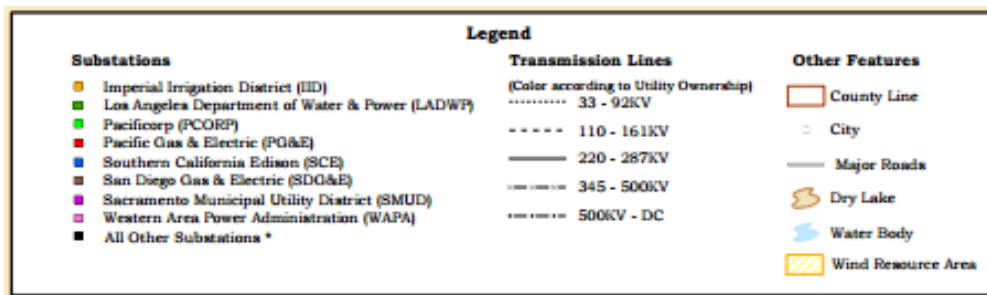 Legend
Substations
Imperial Irrigation District (IID)
Los Angeles Department of Water & Power (LADWP)
Pacificorp (PCORP)
Pacific Gas & Electric (PG&E)
Southern California Edison (SCE)
San Diego Gas & Electric (SDG&E)
Sacramento Municipal Utility District (SMUD)
Western Area Power Administration (WAPA)
All Other Substations *
Transmission Lines
(Color according to Utility Ownership)
33 - 92KV
110 - 161KV
220 - 287KV
345 - 500KV
500KV - DC
Other Features
County Line
City
Major Roads
Dry Lake
Water Body
Wind Resource Area